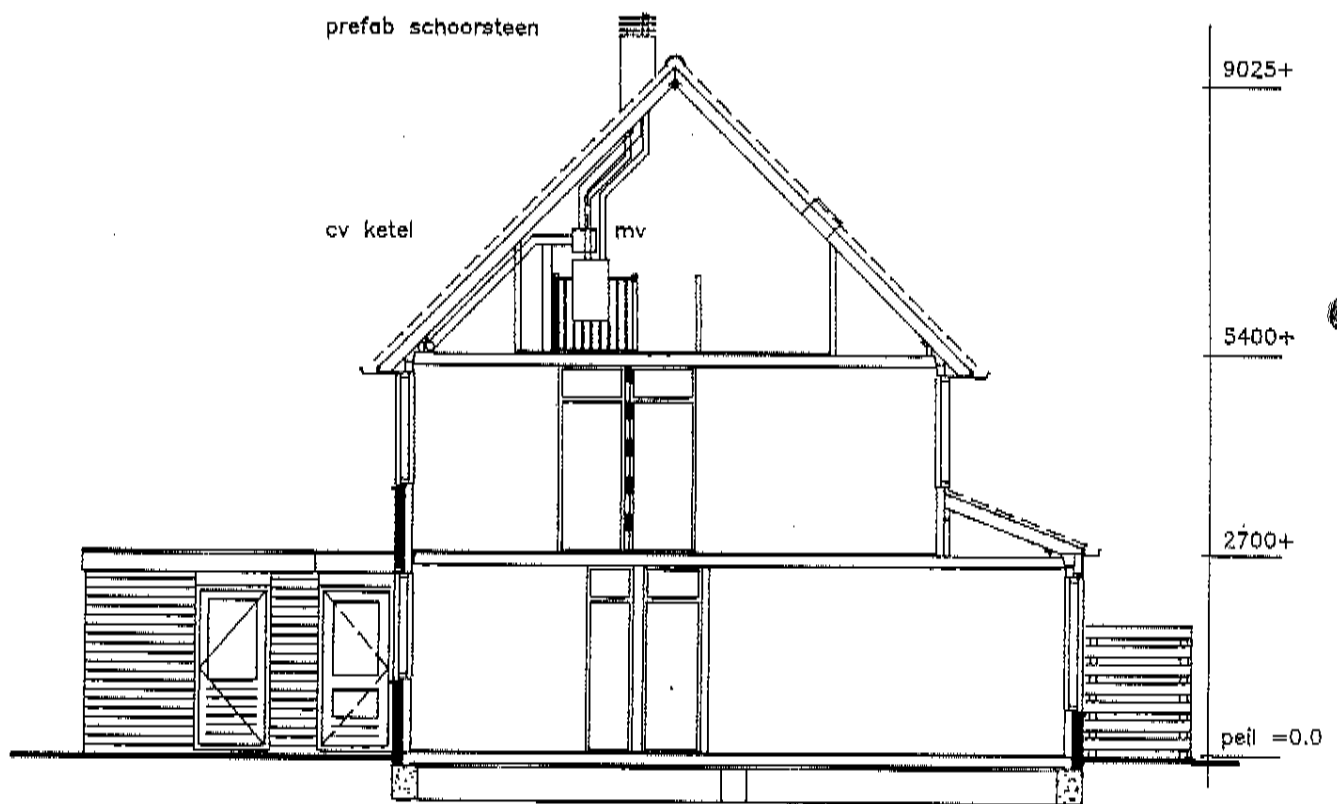 prefab schoorsteen
9025+
cv ketel
mv
5400+
2700+
peil =0.0